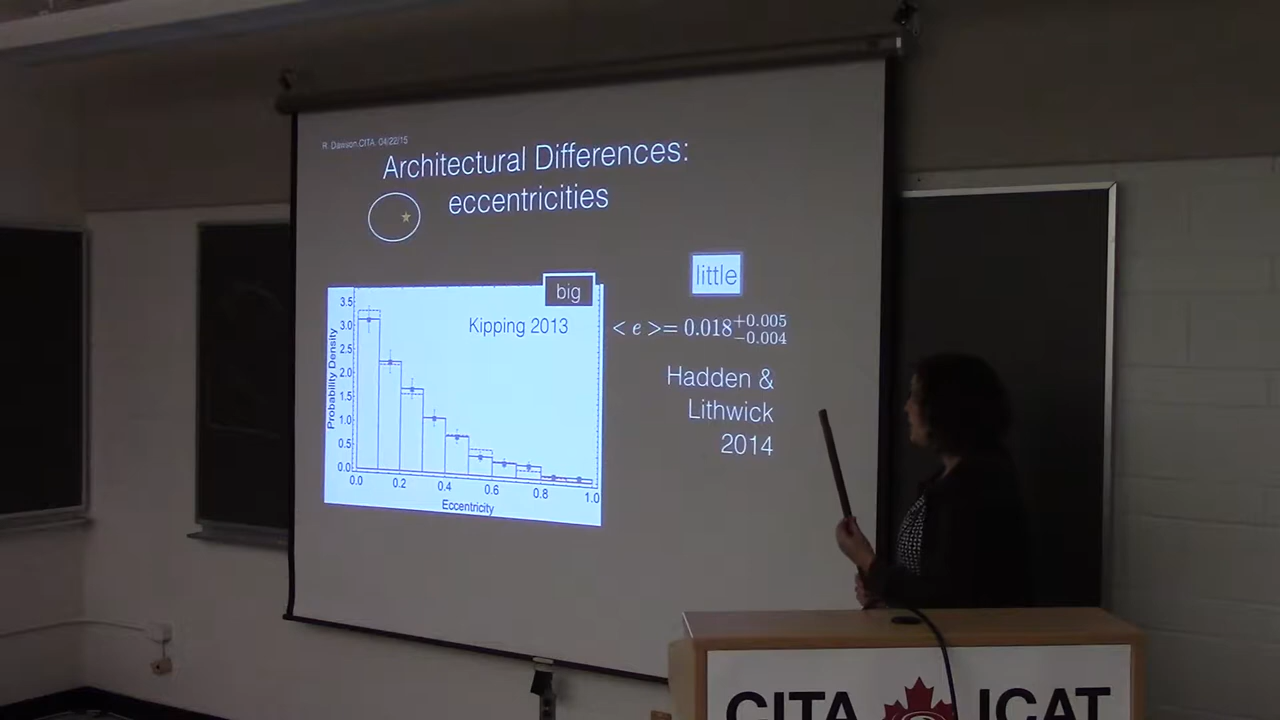 R. Dawson.CITA. 04/22/15
Architectural Differences:
eccentricities
little
big
Kipping 2013
< e >= 0.018+0.005
−0.004
Hadden &
Lithwick
2014
Probability Density
3.5
3.0
2.5
2.0
1.5
1.0
0.5
0.0
0.0 0.2 0.4 0.6 0.8 1.0
Eccentricity
CITA ICAT